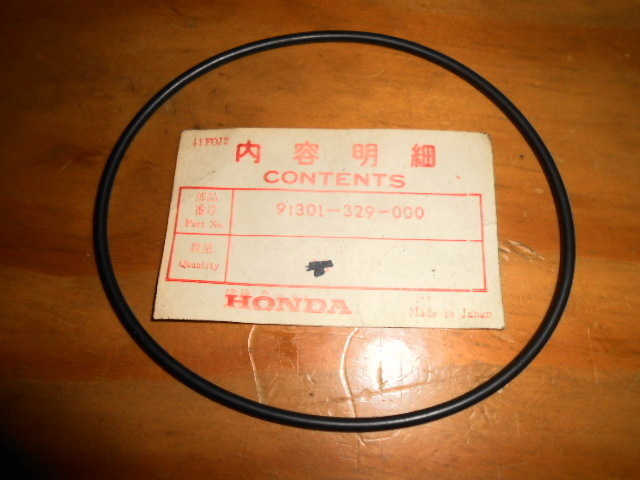 11FOJ2
内容明細
CONTENTS
部品
番号
Part No.
91301-329-000
数量
Quantity
HONDA
Made in Japan